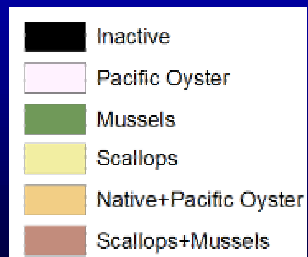 Inactive
Pacific Oyster
Mussels
Scallops
Native+Pacific Oyster
Scallops+Mussels